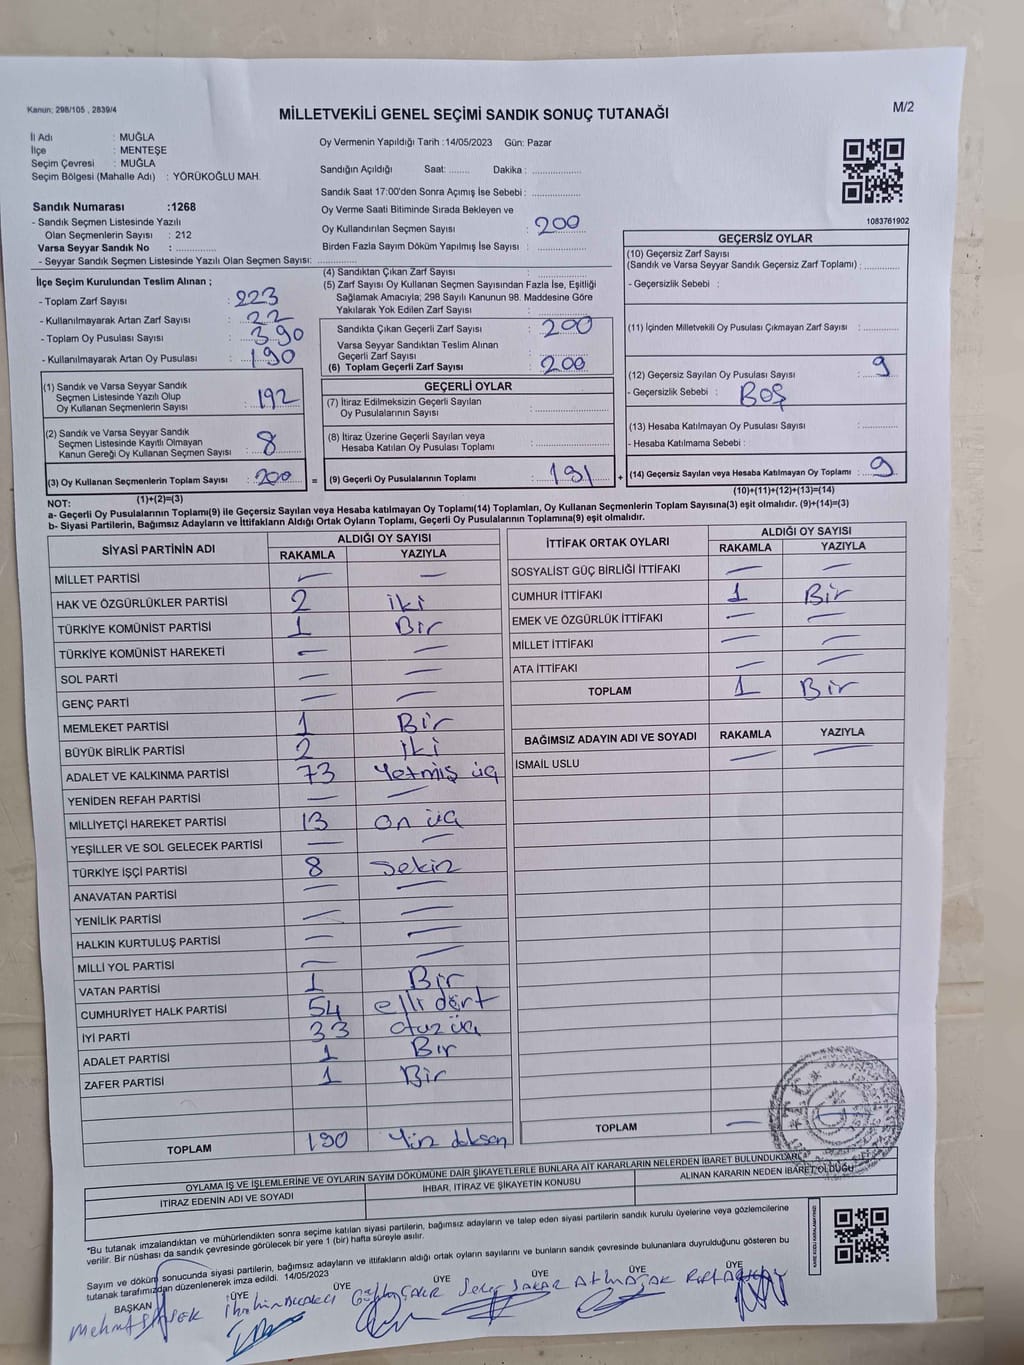 Kanun; 298/105 , 2839/4
MİLLETVEKİLİ GENEL SEÇİMİ SANDIK SONUÇ TUTANAĞI
M/2
İl Adı : MUĞLA
İlçe : MENTEŞE
Seçim Çevresi : MUĞLA
Seçim Bölgesi (Mahalle Adı) : YÖRÜKOĞLU MAH.
Oy Vermenin Yapıldığı Tarih :14/05/2023 Gün: Pazar
Sandığın Açıldığı Saat: ........ Dakika : ..................
Sandık Saat 17:00'den Sonra Açımış İse Sebebi : ..................
Oy Verme Saati Bitiminde Sırada Bekleyen ve
Oy Kullandırılan Seçmen Sayısı 200
Birden Fazla Sayım Döküm Yapılmış İse Sayısı : ..................
1083761902
Sandık Numarası :1268
- Sandık Seçmen Listesinde Yazılı
Olan Seçmenlerin Sayısı : 212
Varsa Seyyar Sandık No : ...............
- Seyyar Sandık Seçmen Listesinde Yazılı Olan Seçmen Sayısı: ...............
İlçe Seçim Kurulundan Teslim Alınan ;
- Toplam Zarf Sayısı : 223
- Kullanılmayarak Artan Zarf Sayısı : 22
- Toplam Oy Pusulası Sayısı : 390
- Kullanılmayarak Artan Oy Pusulası : 190
(1) Sandık ve Varsa Seyyar Sandık
Seçmen Listesinde Yazılı Olup
Oy Kullanan Seçmenlerin Sayısı : 192
(2) Sandık ve Varsa Seyyar Sandık
Seçmen Listesinde Kayıtlı Olmayan
Kanun Gereği Oy Kullanan Seçmen Sayısı : 8
(3) Oy Kullanan Seçmenlerin Toplam Sayısı : 200 =
(1)+(2)=(3)
(4) Sandıktan Çıkan Zarf Sayısı :
(5) Zarf Sayısı Oy Kullanan Seçmen Sayısından Fazla İse, Eşitliği
Sağlamak Amacıyla; 298 Sayılı Kanunun 98. Maddesine Göre
Yakılarak Yok Edilen Zarf Sayısı :
Sandıkta Çıkan Geçerli Zarf Sayısı : 200
Varsa Seyyar Sandıktan Teslim Alınan
Geçerli Zarf Sayısı :
(6) Toplam Geçerli Zarf Sayısı : 200
GEÇERLİ OYLAR
(7) İtiraz Edilmeksizin Geçerli Sayılan
Oy Pusulalarının Sayısı :
(8) İtiraz Üzerine Geçerli Sayılan veya
Hesaba Katılan Oy Pusulası Toplamı :
(9) Geçerli Oy Pusulalarının Toplamı : 191 +
GEÇERSİZ OYLAR
(10) Geçersiz Zarf Sayısı
(Sandık ve Varsa Seyyar Sandık Geçersiz Zarf Toplamı) : ............
- Geçersizlik Sebebi :
(11) İçinden Milletvekili Oy Pusulası Çıkmayan Zarf Sayısı : ............
(12) Geçersiz Sayılan Oy Pusulası Sayısı : 9
- Geçersizlik Sebebi : BOŞ
(13) Hesaba Katılmayan Oy Pusulası Sayısı : ............
- Hesaba Katılmama Sebebi :
(14) Geçersiz Sayılan veya Hesaba Katılmayan Oy Toplamı : 9
(10)+(11)+(12)+(13)=(14)
NOT:
a- Geçerli Oy Pusulalarının Toplamı(9) ile Geçersiz Sayılan veya Hesaba katılmayan Oy Toplamı(14) Toplamları, Oy Kullanan Seçmenlerin Toplam Sayısına(3) eşit olmalıdır. (9)+(14)=(3)
b- Siyasi Partilerin, Bağımsız Adayların ve İttifakların Aldığı Ortak Oyların Toplamı, Geçerli Oy Pusulalarının Toplamına(9) eşit olmalıdır.
SİYASİ PARTİNİN ADI ALDIĞI OY SAYISI
RAKAMLA YAZIYLA
MİLLET PARTİSİ — —
HAK VE ÖZGÜRLÜKLER PARTİSİ 2 iki
TÜRKİYE KOMÜNİST PARTİSİ 1 Bir
TÜRKİYE KOMÜNİST HAREKETİ — —
SOL PARTİ — —
GENÇ PARTİ — —
MEMLEKET PARTİSİ 1 Bir
BÜYÜK BİRLİK PARTİSİ 2 iki
ADALET VE KALKINMA PARTİSİ 73 Yetmiş üç
YENİDEN REFAH PARTİSİ — —
MİLLİYETÇİ HAREKET PARTİSİ 13 on üç
YEŞİLLER VE SOL GELECEK PARTİSİ — —
TÜRKİYE İŞÇİ PARTİSİ 8 Sekiz
ANAVATAN PARTİSİ — —
YENİLİK PARTİSİ — —
HALKIN KURTULUŞ PARTİSİ — —
MİLLİ YOL PARTİSİ — —
VATAN PARTİSİ 1 Bir
CUMHURİYET HALK PARTİSİ 54 elli dört
İYİ PARTİ 33 otuz üç
ADALET PARTİSİ 1 Bir
ZAFER PARTİSİ 1 Bir
TOPLAM 190 Yüz doksan
İTTİFAK ORTAK OYLARI ALDIĞI OY SAYISI
RAKAMLA YAZIYLA
SOSYALİST GÜÇ BİRLİĞİ İTTİFAKI — —
CUMHUR İTTİFAKI 1 Bir
EMEK VE ÖZGÜRLÜK İTTİFAKI — —
MİLLET İTTİFAKI — —
ATA İTTİFAKI — —
TOPLAM 1 Bir
BAĞIMSIZ ADAYIN ADI VE SOYADI RAKAMLA YAZIYLA
İSMAİL USLU — —
TOPLAM —
T.C.
OYLAMA İŞ VE İŞLEMLERİNE VE OYLARIN SAYIM DÖKÜMÜNE DAİR ŞİKAYETLERLE BUNLARA AİT KARARLARIN NELERDEN İBARET BULUNDUKLARI
İTİRAZ EDENİN ADI VE SOYADI
İHBAR, İTİRAZ VE ŞİKAYETİN KONUSU
ALINAN KARARIN NEDEN İBARET OLDUĞU
*Bu tutanak imzalandıktan ve mühürlendikten sonra seçime katılan siyasi partilerin, bağımsız adayların ve talep eden siyasi partilerin sandık kurulu üyelerine veya gözlemcilerine
verilir. Bir nüshası da sandık çevresinde görülecek bir yere 1 (bir) hafta süreyle asılır.
Sayım ve döküm sonucunda siyasi partilerin, bağımsız adayların ve ittifakların aldığı ortak oyların sayılarını ve bunların sandık çevresinde bulunanlara duyrulduğunu gösteren bu
tutanak tarafımızdan düzenlenerek imza edildi. 14/05/2023
BAŞKAN ÜYE ÜYE ÜYE ÜYE ÜYE ÜYE
Mehmet